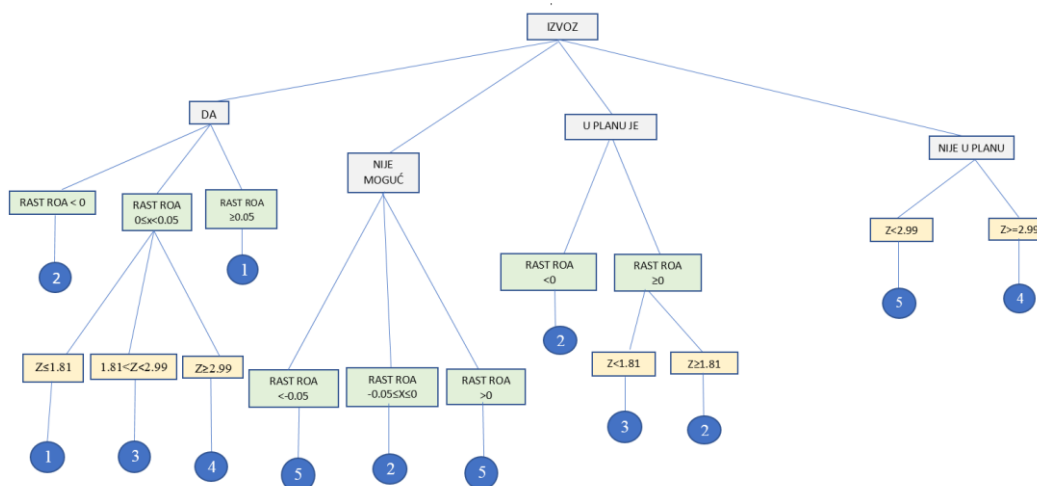 IZVOZ
DA
U PLANU JE
NIJE U PLANU
NIJE
MOGUĆ
RAST ROA < 0
RAST ROA
0≤x<0.05
RAST ROA
≥0.05
Z<2.99
Z>=2.99
RAST ROA
<0
RAST ROA
≥0
2
1
5
4
2
Z≤1.81
1.81<Z<2.99
Z≥2.99
Z<1.81
Z≥1.81
RAST ROA
<-0.05
RAST ROA
-0.05≤X≤0
RAST ROA
>0
3
2
1
3
4
5
2
5